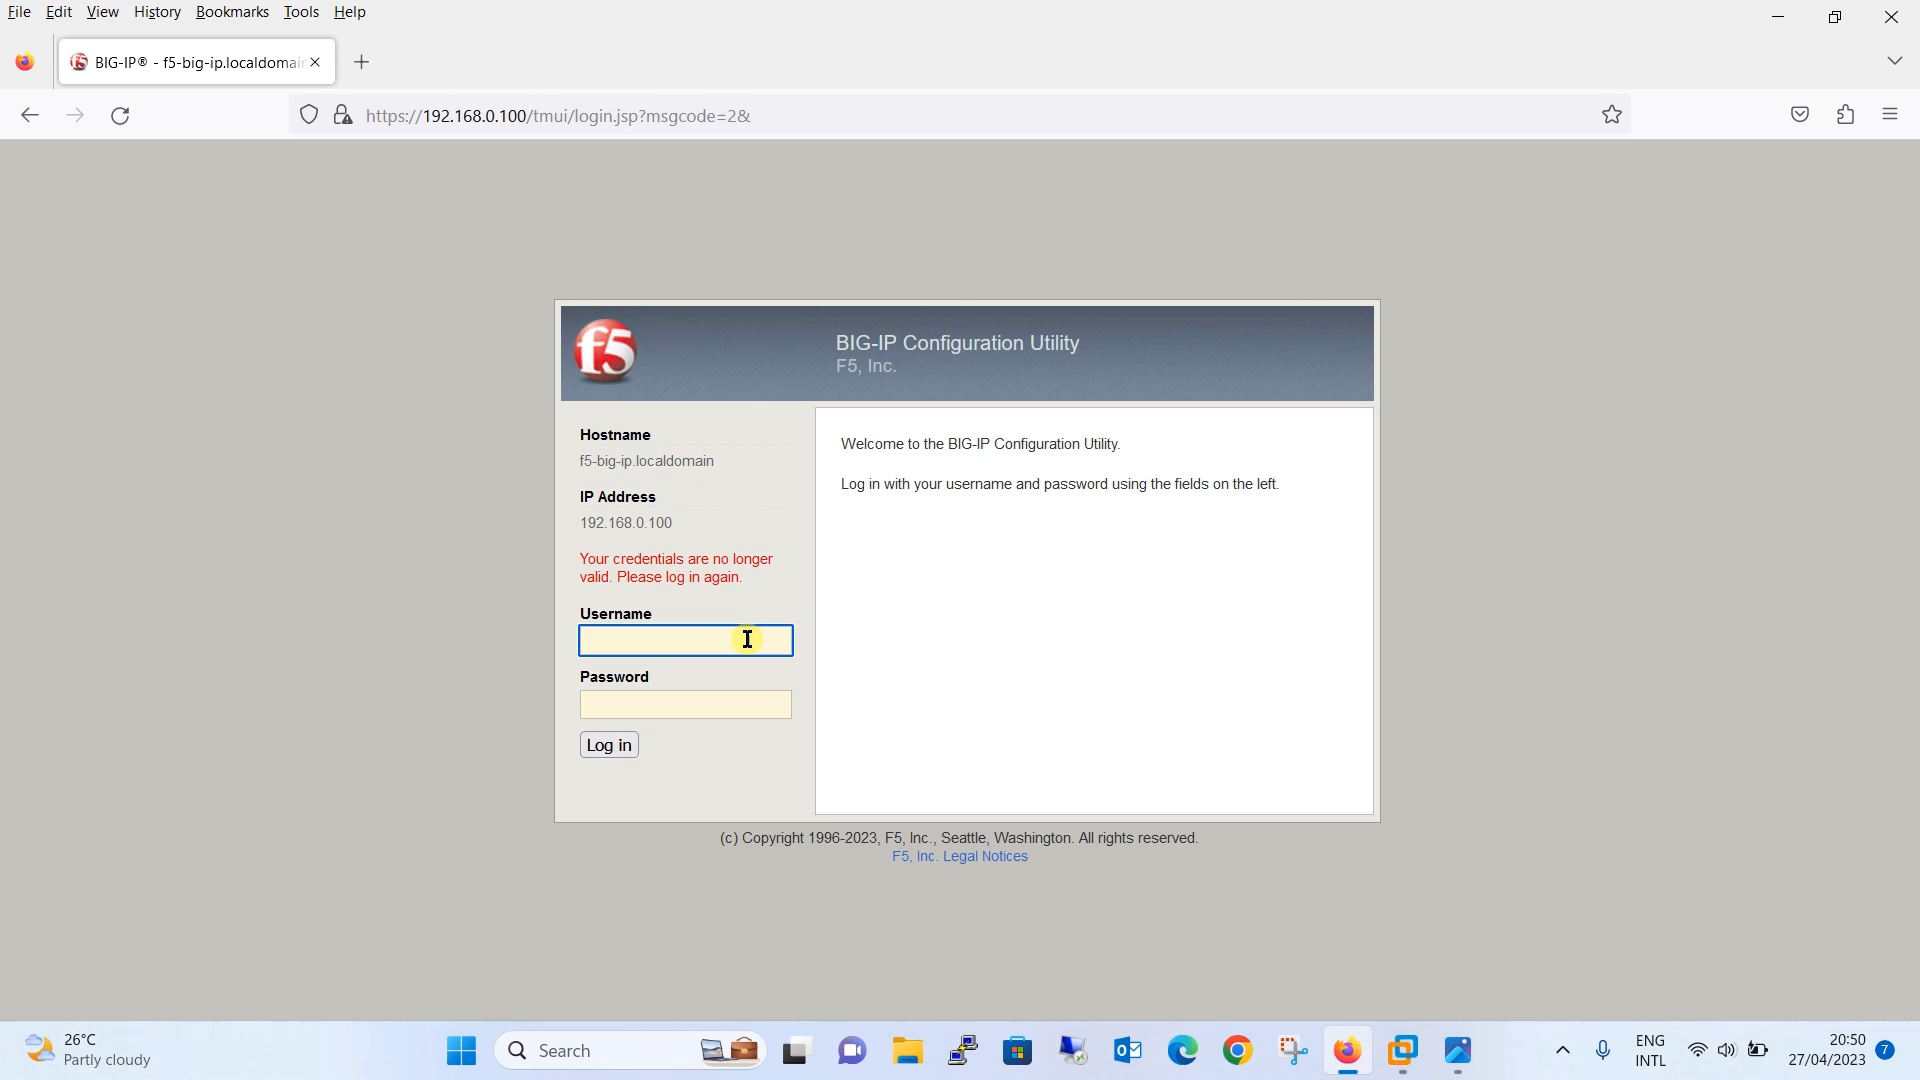 File Edit View History Bookmarks Tools Help
BIG-IP® - f5-big-ip.localdomain
https://192.168.0.100/tmui/login.jsp?msgcode=2&
f5
BIG-IP Configuration Utility
F5, Inc.
Hostname
f5-big-ip.localdomain
IP Address
192.168.0.100
Your credentials are no longer
valid. Please log in again.
Username
Password
Log in
Welcome to the BIG-IP Configuration Utility.
Log in with your username and password using the fields on the left.
(c) Copyright 1996-2023, F5, Inc., Seattle, Washington. All rights reserved.
F5, Inc. Legal Notices
26°C
Partly cloudy
Search
ENG
INTL
20:50
27/04/2023
7